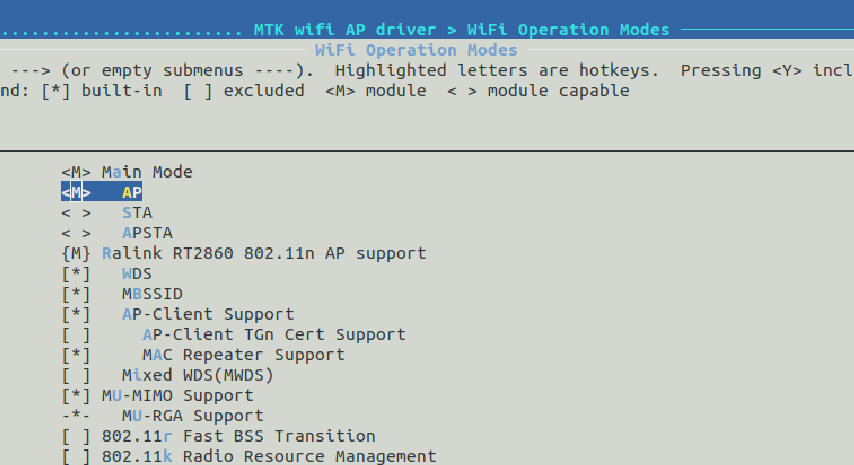 ........................ MTK wifi AP driver > WiFi Operation Modes
WiFi Operation Modes
---> (or empty submenus ----).  Highlighted letters are hotkeys.  Pressing <Y> incl
nd: [*] built-in  [ ] excluded  <M> module  < > module capable
<M> Main Mode
<M>   AP
< >   STA
< >   APSTA
{M} Ralink RT2860 802.11n AP support
[*]   WDS
[*]   MBSSID
[*]   AP-Client Support
[ ]     AP-Client TGn Cert Support
[*]     MAC Repeater Support
[ ]   Mixed WDS(MWDS)
[*] MU-MIMO Support
-*-   MU-RGA Support
[ ] 802.11r Fast BSS Transition
[ ] 802.11k Radio Resource Management